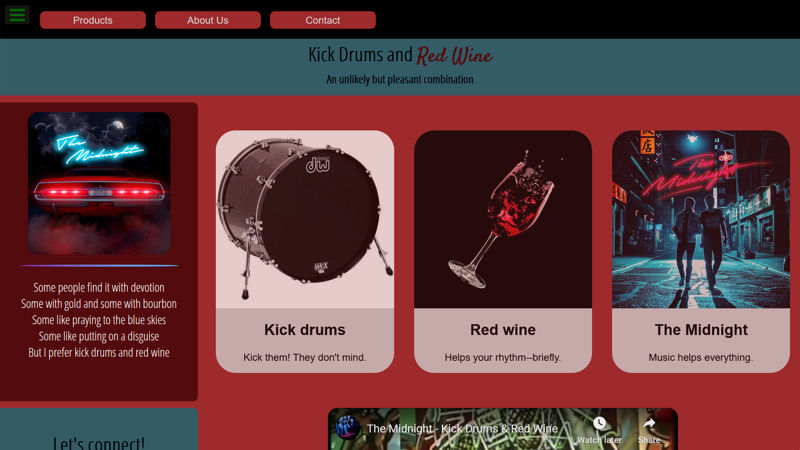 Products
About Us
Contact
Kick Drums and Red Wine
An unlikely but pleasant combination
The
Midnight
Some people find it with devotion
Some with gold and some with bourbon
Some like praying to the blue skies
Some like putting on a disguise
But I prefer kick drums and red wine
Let's connect!
dw
Kick drums
Kick them! They don't mind.
Red wine
Helps your rhythm--briefly.
飯店
The
Midnight
The Midnight
Music helps everything.
The Midnight - Kick Drums & Red Wine
Watch later
Share